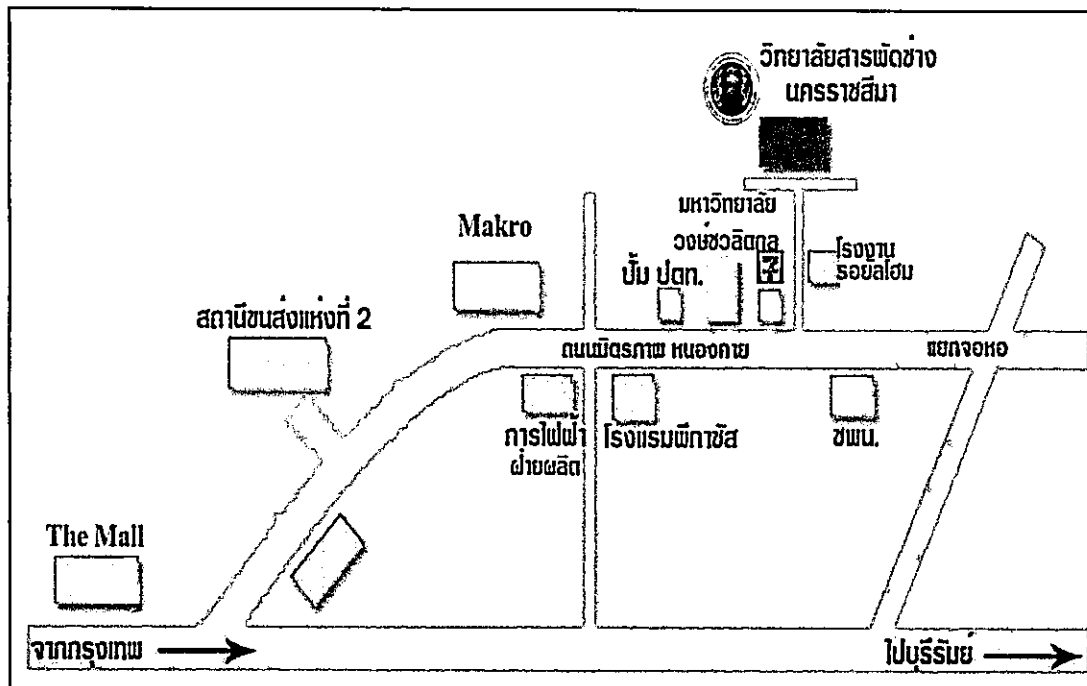 วิทยาลัยสารพัดช่าง
นครราชสีมา
มหาวิทยาลัย
วงษ์ชวลิตกุล
Makro
ปั๊ม ปตท.
โรงงาน
รอยลโฮม
สถานีขนส่งแห่งที่ 2
ถนนมิตรภาพ หนองคาย
แยกจอหอ
การไฟฟ้า
ฝ่ายผลิต
โรงแรมพีกาซัส
ชพน.
The Mall
จากกรุงเทพ
ไปบุรีรัมย์